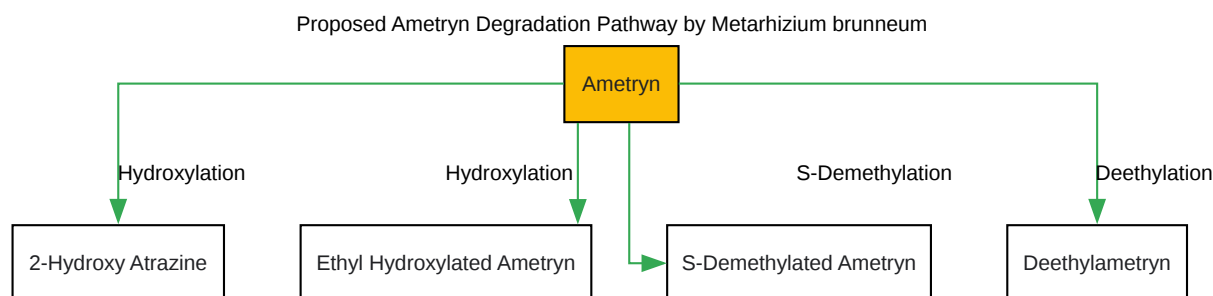 Proposed Ametryn Degradation Pathway by Metarhizium brunneum
Ametryn
Hydroxylation
Hydroxylation
S-Demethylation
Deethylation
2-Hydroxy Atrazine
Ethyl Hydroxylated Ametryn
S-Demethylated Ametryn
Deethylametryn